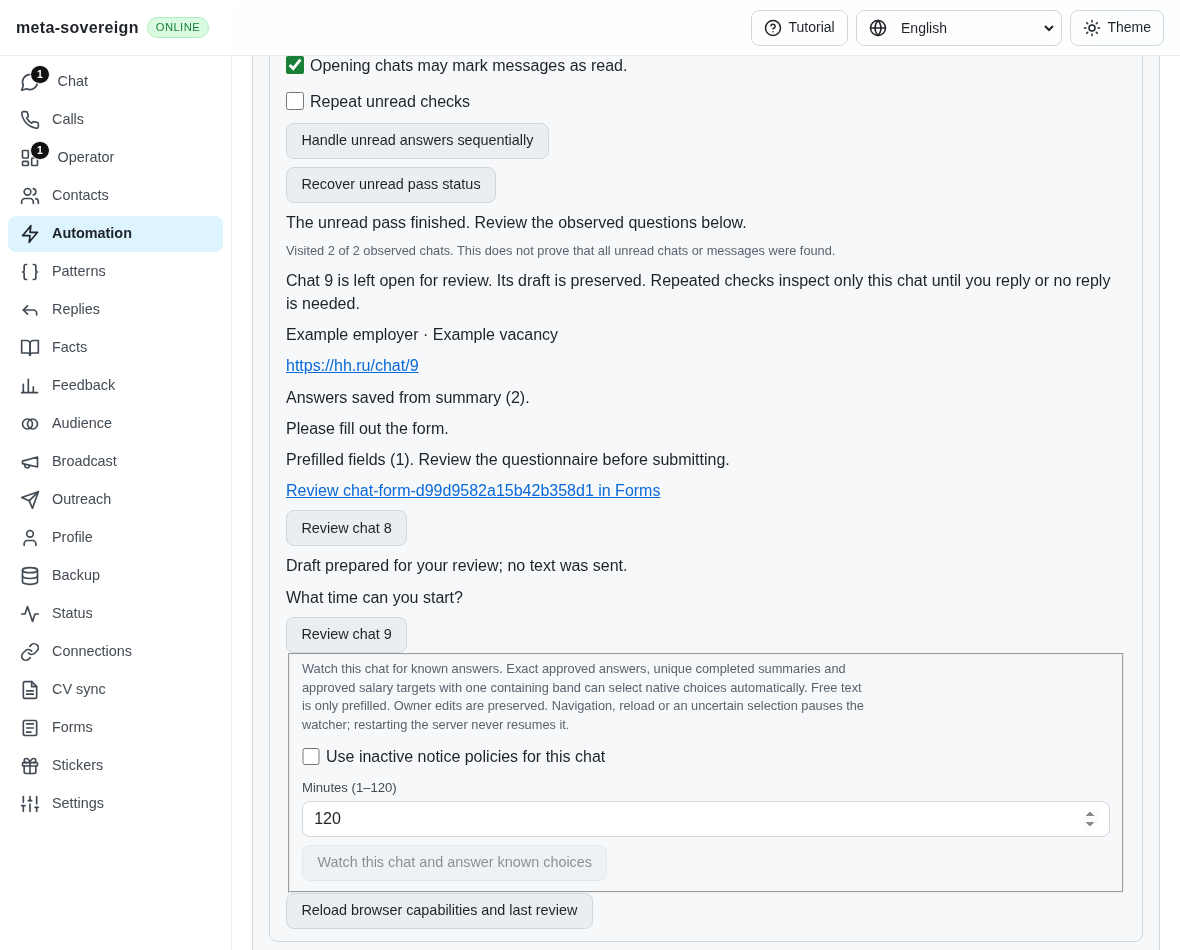 meta-sovereign ONLINE
Tutorial English Theme
1
Chat
Calls
1
Operator
Contacts
Automation
Patterns
Replies
Facts
Feedback
Audience
Broadcast
Outreach
Profile
Backup
Status
Connections
CV sync
Forms
Stickers
Settings
Opening chats may mark messages as read.
Repeat unread checks
Handle unread answers sequentially
Recover unread pass status
The unread pass finished. Review the observed questions below.
Visited 2 of 2 observed chats. This does not prove that all unread chats or messages were found.
Chat 9 is left open for review. Its draft is preserved. Repeated checks inspect only this chat until you reply or no reply
is needed.
Example employer · Example vacancy
https://hh.ru/chat/9
Answers saved from summary (2).
Please fill out the form.
Prefilled fields (1). Review the questionnaire before submitting.
Review chat-form-d99d9582a15b42b358d1 in Forms
Review chat 8
Draft prepared for your review; no text was sent.
What time can you start?
Review chat 9
Watch this chat for known answers. Exact approved answers, unique completed summaries and
approved salary targets with one containing band can select native choices automatically. Free text
is only prefilled. Owner edits are preserved. Navigation, reload or an uncertain selection pauses the
watcher; restarting the server never resumes it.
Use inactive notice policies for this chat
Minutes (1–120)
120
Watch this chat and answer known choices
Reload browser capabilities and last review